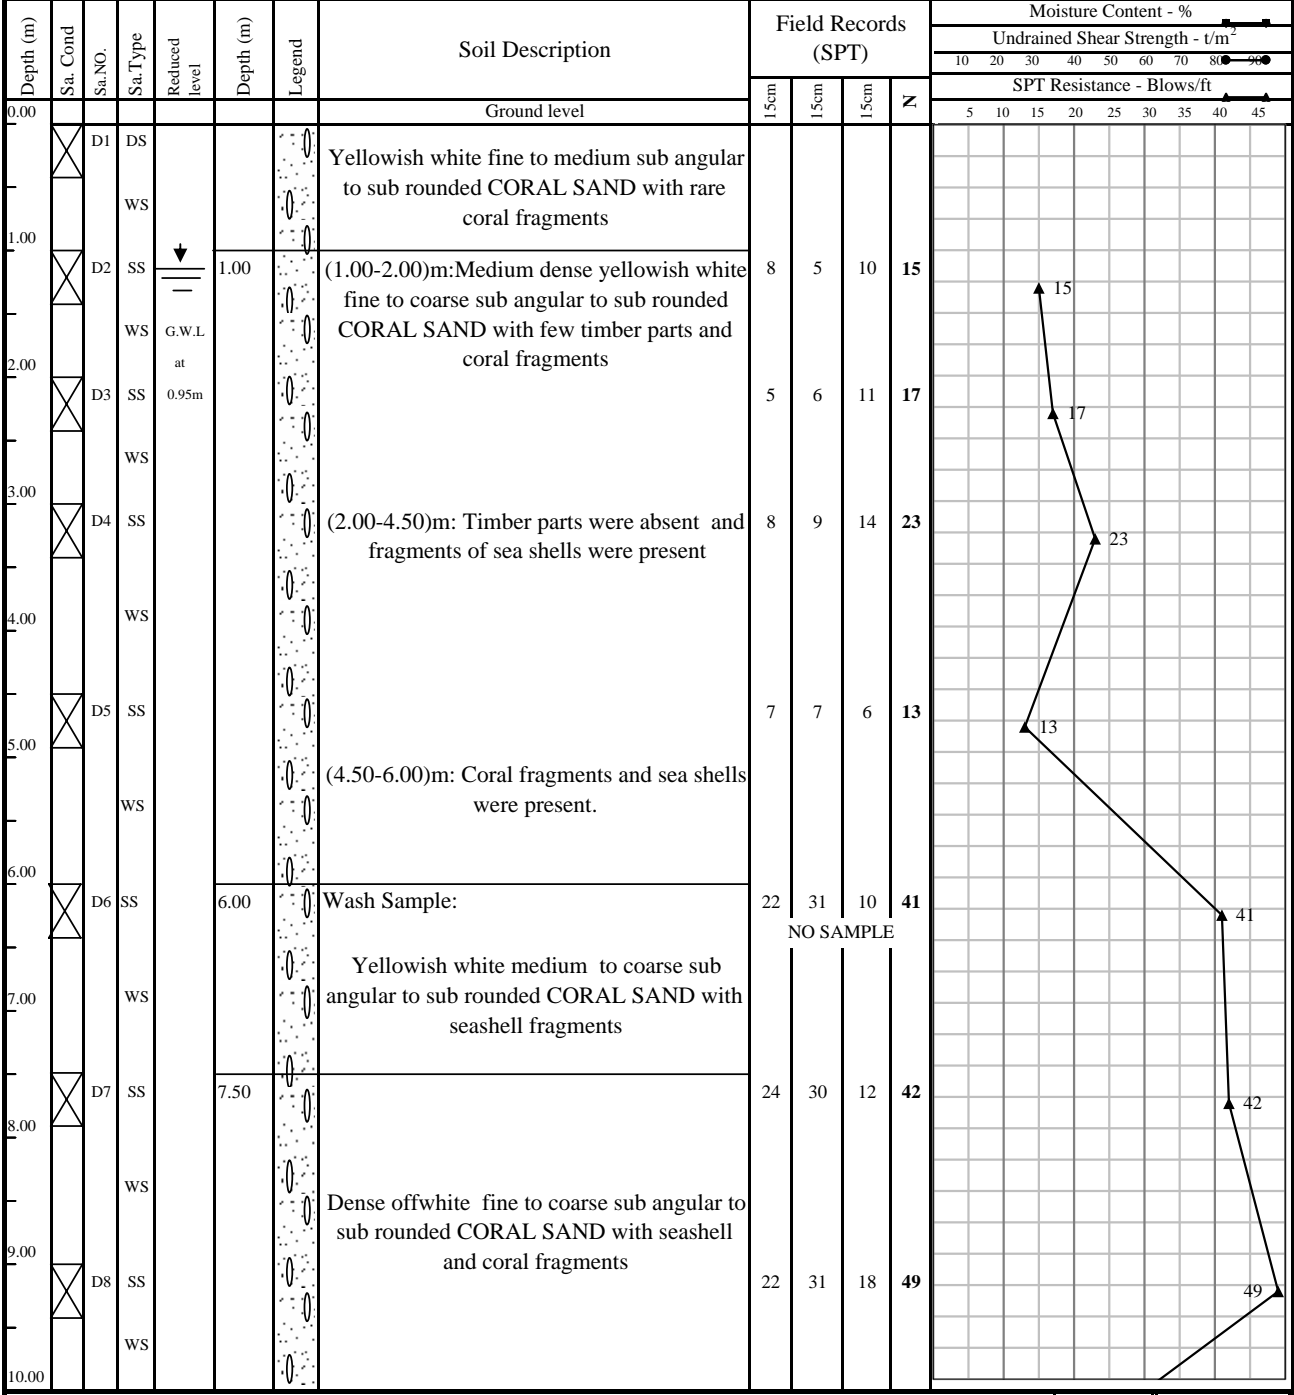 Depth (m) Sa. Cond Sa.NO. Sa.Type Reduced level Depth (m) Legend Soil Description Field Records (SPT) Moisture Content - %
Undrained Shear Strength - t/m2
10 20 30 40 50 60 70 80 90
SPT Resistance - Blows/ft
0.00 Ground level 15cm 15cm 15cm N 5 10 15 20 25 30 35 40 45
D1 DS
Yellowish white fine to medium sub angular
to sub rounded CORAL SAND with rare
WS
coral fragments
1.00
D2 SS 1.00 (1.00-2.00)m:Medium dense yellowish white 8 5 10 15
fine to coarse sub angular to sub rounded 15
WS G.W.L CORAL SAND with few timber parts and
at coral fragments
2.00
D3 SS 0.95m 5 6 11 17
17
WS
3.00
D4 SS (2.00-4.50)m: Timber parts were absent and 8 9 14 23
fragments of sea shells were present 23
4.00 WS
D5 SS 7 7 6 13
13
5.00
(4.50-6.00)m: Coral fragments and sea shells
WS were present.
6.00
D6 SS 6.00 Wash Sample: 22 31 10 41
41
NO SAMPLE
Yellowish white medium to coarse sub
7.00 WS angular to sub rounded CORAL SAND with
seashell fragments
D7 SS 7.50 24 30 12 42
42
8.00
WS
Dense offwhite fine to coarse sub angular to
sub rounded CORAL SAND with seashell
9.00
and coral fragments
D8 SS 22 31 18 49
49
WS
10.00